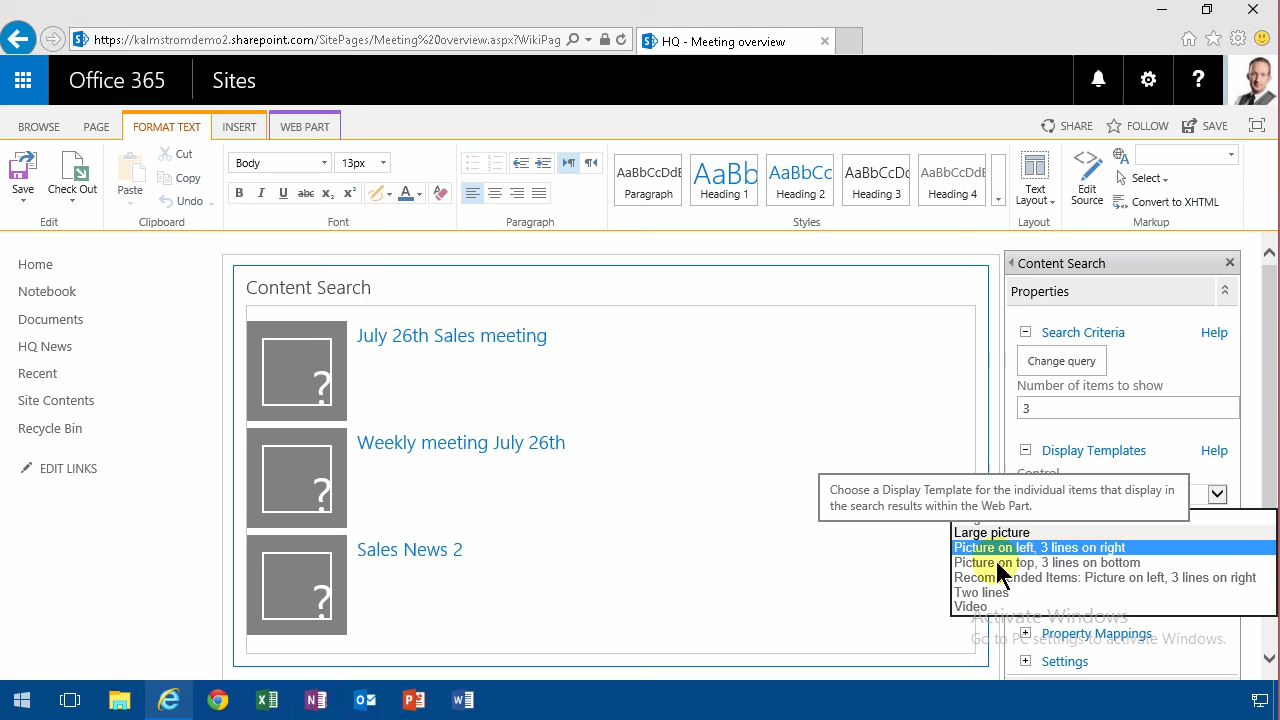 https://kalmstromdemo2.sharepoint.com/SitePages/Meeting%20overview.aspx?WikiPag
HQ - Meeting overview
Office 365
Sites
?
BROWSE PAGE FORMAT TEXT INSERT WEB PART
SHARE FOLLOW SAVE
Save
Check Out
Edit
Paste
Cut
Copy
Undo
Clipboard
Body
13px
B I U abc x₂ x²
A
Font
Paragraph
AaBbCcDdE
Paragraph
AaBb
Heading 1
AaBbCc
Heading 2
AaBbCcDc
Heading 3
AaBbCcDdE
Heading 4
Styles
Text
Layout
Layout
Edit
Source
Select
Convert to XHTML
Markup
Home
Notebook
Documents
HQ News
Recent
Site Contents
Recycle Bin
EDIT LINKS
Content Search
?
July 26th Sales meeting
?
Weekly meeting July 26th
?
Sales News 2
Content Search
Properties
Search Criteria
Help
Change query
Number of items to show
3
Display Templates
Help
Control
Choose a Display Template for the individual items that display in
the search results within the Web Part.
Large picture
Picture on left, 3 lines on right
Picture on top, 3 lines on bottom
Recommended Items: Picture on left, 3 lines on right
Two lines
Video
Activate Windows
Go to PC settings to activate Windows.
Property Mappings
Settings